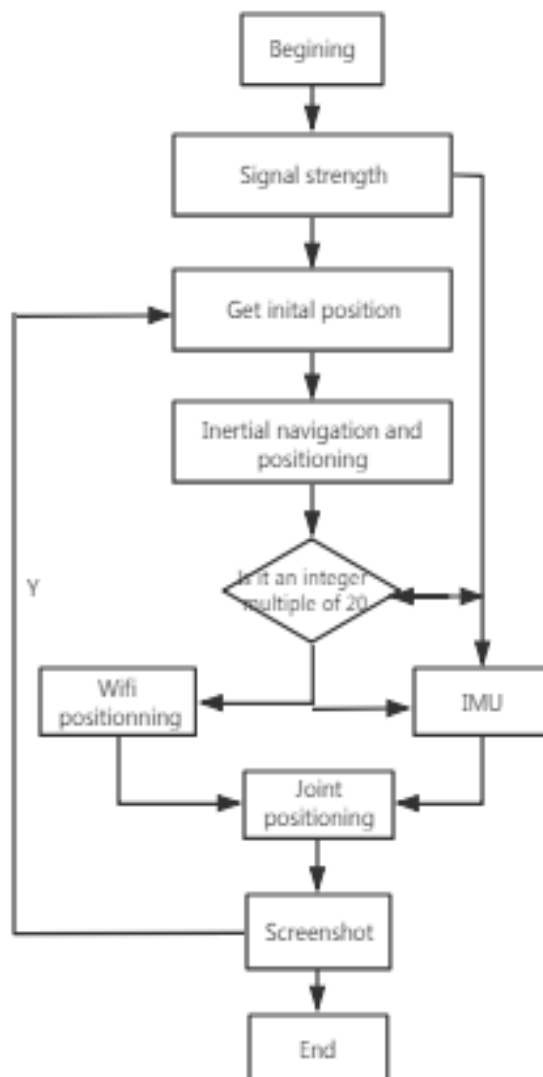 Begining
Signal strength
Get inital position
Inertial navigation and
positioning
Is it an integer
multiple of 20
Y
Wifi
positionning
IMU
Joint
positioning
Screenshot
End